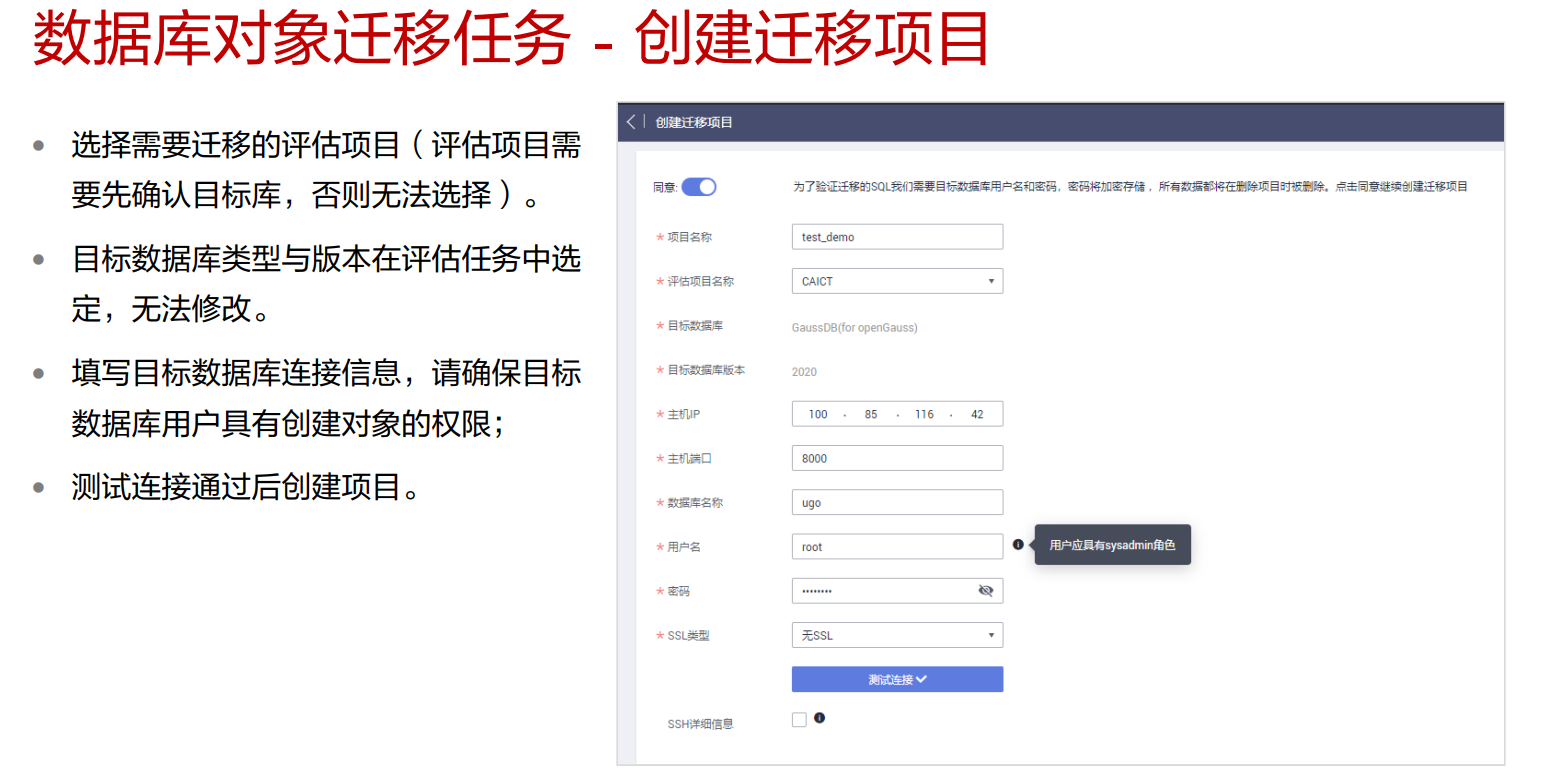 数据库对象迁移任务 - 创建迁移项目
• 选择需要迁移的评估项目（评估项目需
要先确认目标库，否则无法选择）。
• 目标数据库类型与版本在评估任务中选
定，无法修改。
• 填写目标数据库连接信息，请确保目标
数据库用户具有创建对象的权限；
• 测试连接通过后创建项目。
创建迁移项目
同意: 为了验证迁移的SQL我们需要目标数据库用户名和密码，密码将加密存储，所有数据都将在删除项目时被删除。点击同意继续创建迁移项目
* 项目名称 test_demo
* 评估项目名称 CAICT
* 目标数据库 GaussDB(for openGauss)
* 目标数据库版本 2020
* 主机IP 100 . 85 . 116 . 42
* 主机端口 8000
* 数据库名称 ugo
* 用户名 root 用户应具有sysadmin角色
* 密码 ········
* SSL类型 无SSL
测试连接
SSH详细信息